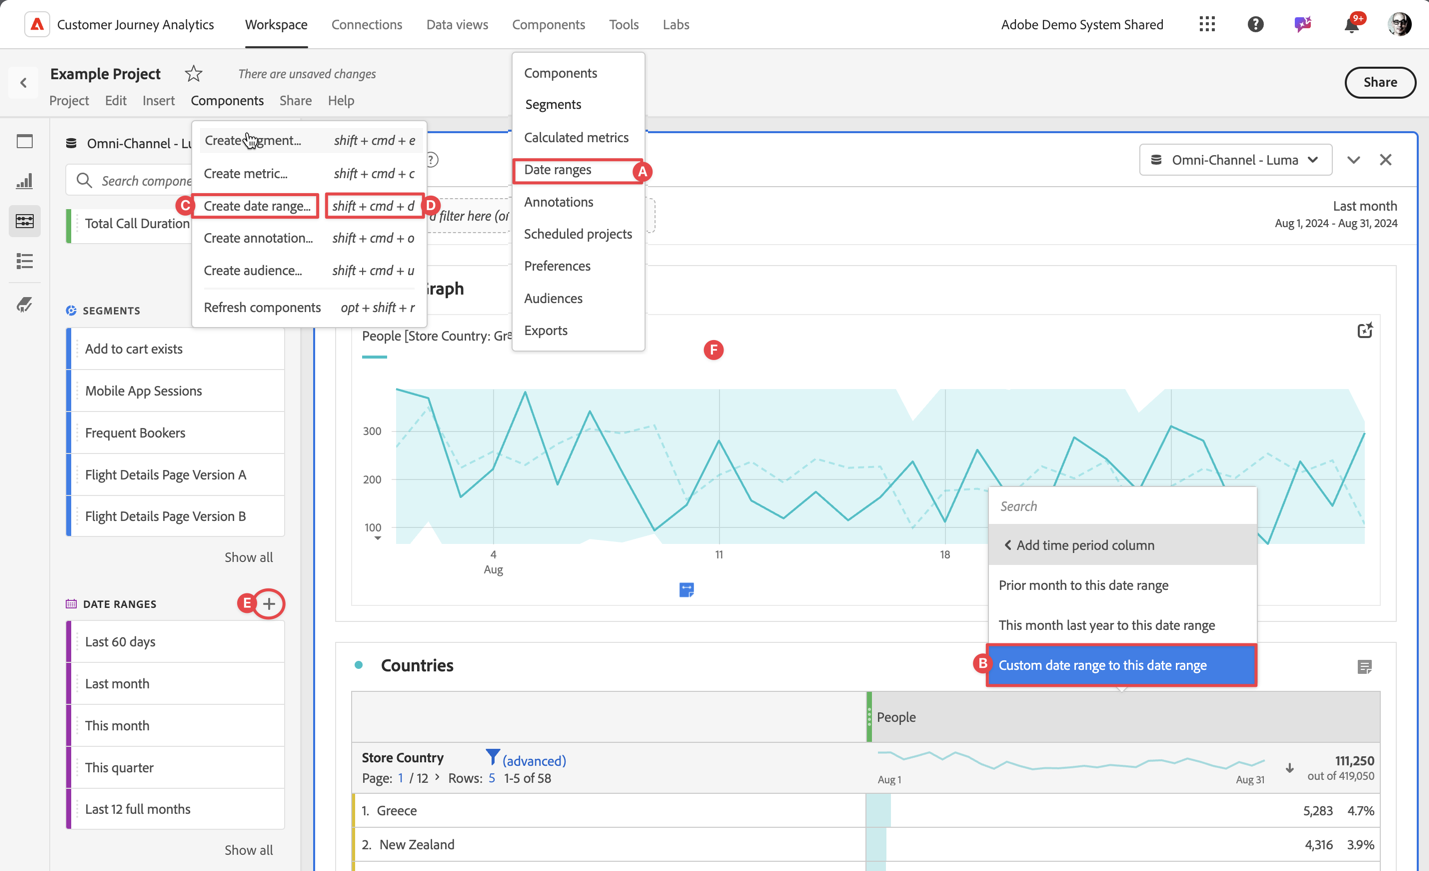 Customer Journey Analytics
Workspace
Connections
Data views
Components
Tools
Labs
Adobe Demo System Shared
9+
Example Project
There are unsaved changes
Share
Project
Edit
Insert
Components
Share
Help
Components
Segments
Calculated metrics
Date ranges
A
Annotations
Scheduled projects
Preferences
Audiences
Exports
Create segment...
shift + cmd + e
Create metric...
shift + cmd + c
C
Create date range...
shift + cmd + d
D
Create annotation...
shift + cmd + o
Create audience...
shift + cmd + u
Refresh components
opt + shift + r
Omni-Channel - Lu
Search compone
Total Call Duration
SEGMENTS
Add to cart exists
Mobile App Sessions
Frequent Bookers
Flight Details Page Version A
Flight Details Page Version B
Show all
DATE RANGES
E
Last 60 days
Last month
This month
This quarter
Last 12 full months
Show all
Omni-Channel - Luma
d filter here (or
Last month
Aug 1, 2024 - Aug 31, 2024
raph
People [Store Country: Gre
F
300
200
100
4
Aug
11
18
Search
Add time period column
Prior month to this date range
This month last year to this date range
B
Custom date range to this date range
Countries
People
Store Country
(advanced)
Page: 1 / 12 > Rows: 5 1-5 of 58
Aug 1
Aug 31
111,250
out of 419,050
1. Greece
5,283 4.7%
2. New Zealand
4,316 3.9%